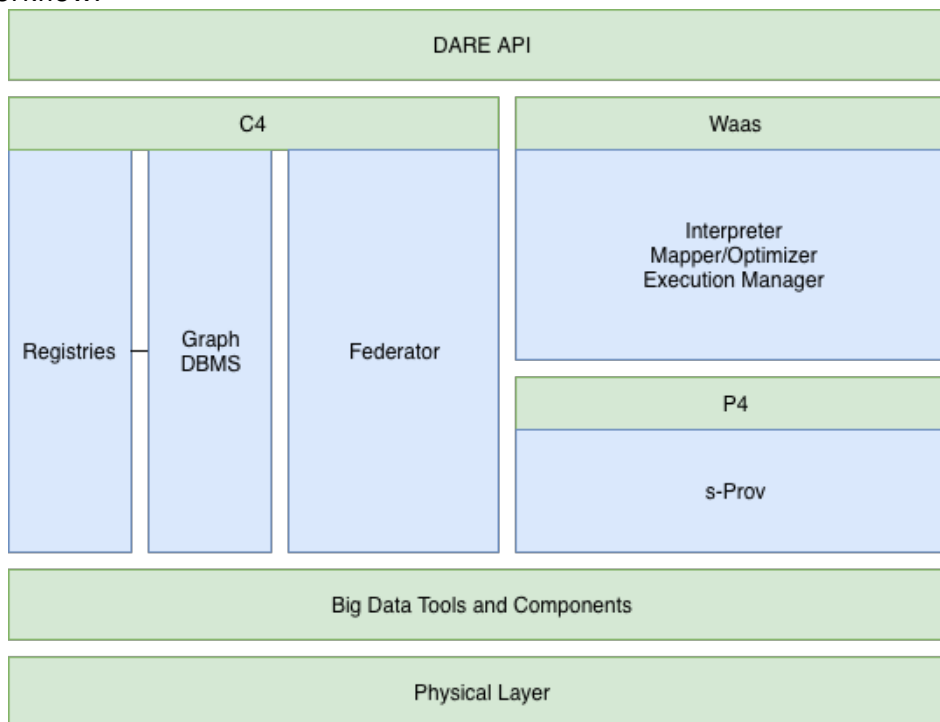 DARE API
C4
Waas
Interpreter
Mapper/Optimizer
Execution Manager
Registries
Graph
DBMS
Federator
P4
s-Prov
Big Data Tools and Components
Physical Layer